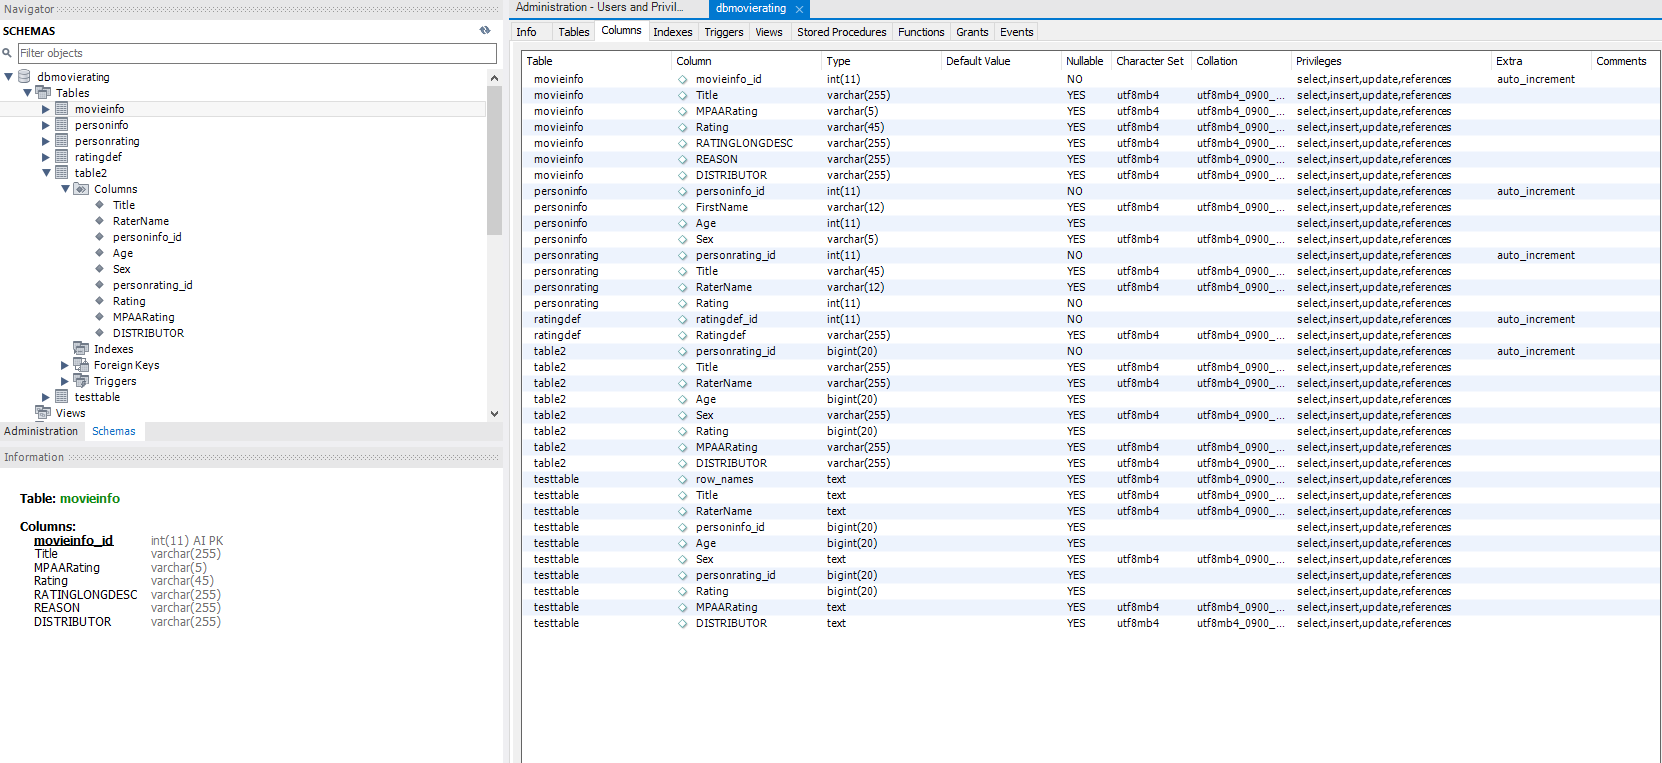 Navigator
SCHEMAS
Filter objects
dbmovierating
Tables
movieinfo
personinfo
personrating
ratingdef
table2
Columns
Title
RaterName
personinfo_id
Age
Sex
personrating_id
Rating
MPAARating
DISTRIBUTOR
Indexes
Foreign Keys
Triggers
testtable
Views
Administration Schemas
Information
Table: movieinfo
Columns:
movieinfo_id int(11) AI PK
Title varchar(255)
MPAARating varchar(5)
Rating varchar(45)
RATINGLONGDESC varchar(255)
REASON varchar(255)
DISTRIBUTOR varchar(255)
Administration - Users and Privil... dbmovierating
Info Tables Columns Indexes Triggers Views Stored Procedures Functions Grants Events
Table Column Type Default Value Nullable Character Set Collation Privileges Extra Comments
movieinfo movieinfo_id int(11) NO select,insert,update,references auto_increment
movieinfo Title varchar(255) YES utf8mb4 utf8mb4_0900_... select,insert,update,references
movieinfo MPAARating varchar(5) YES utf8mb4 utf8mb4_0900_... select,insert,update,references
movieinfo Rating varchar(45) YES utf8mb4 utf8mb4_0900_... select,insert,update,references
movieinfo RATINGLONGDESC varchar(255) YES utf8mb4 utf8mb4_0900_... select,insert,update,references
movieinfo REASON varchar(255) YES utf8mb4 utf8mb4_0900_... select,insert,update,references
movieinfo DISTRIBUTOR varchar(255) YES utf8mb4 utf8mb4_0900_... select,insert,update,references
personinfo personinfo_id int(11) NO select,insert,update,references auto_increment
personinfo FirstName varchar(12) YES utf8mb4 utf8mb4_0900_... select,insert,update,references
personinfo Age int(11) YES select,insert,update,references
personinfo Sex varchar(5) YES utf8mb4 utf8mb4_0900_... select,insert,update,references
personrating personrating_id int(11) NO select,insert,update,references auto_increment
personrating Title varchar(45) YES utf8mb4 utf8mb4_0900_... select,insert,update,references
personrating RaterName varchar(12) YES utf8mb4 utf8mb4_0900_... select,insert,update,references
personrating Rating int(11) NO select,insert,update,references
ratingdef ratingdef_id int(11) NO select,insert,update,references auto_increment
ratingdef Ratingdef varchar(255) YES utf8mb4 utf8mb4_0900_... select,insert,update,references
table2 personrating_id bigint(20) NO select,insert,update,references auto_increment
table2 Title varchar(255) YES utf8mb4 utf8mb4_0900_... select,insert,update,references
table2 RaterName varchar(255) YES utf8mb4 utf8mb4_0900_... select,insert,update,references
table2 Age bigint(20) YES select,insert,update,references
table2 Sex varchar(255) YES utf8mb4 utf8mb4_0900_... select,insert,update,references
table2 Rating bigint(20) YES select,insert,update,references
table2 MPAARating varchar(255) YES utf8mb4 utf8mb4_0900_... select,insert,update,references
table2 DISTRIBUTOR varchar(255) YES utf8mb4 utf8mb4_0900_... select,insert,update,references
testtable row_names text YES utf8mb4 utf8mb4_0900_... select,insert,update,references
testtable Title text YES utf8mb4 utf8mb4_0900_... select,insert,update,references
testtable RaterName text YES utf8mb4 utf8mb4_0900_... select,insert,update,references
testtable personinfo_id bigint(20) YES select,insert,update,references
testtable Age bigint(20) YES select,insert,update,references
testtable Sex text YES utf8mb4 utf8mb4_0900_... select,insert,update,references
testtable personrating_id bigint(20) YES select,insert,update,references
testtable Rating bigint(20) YES select,insert,update,references
testtable MPAARating text YES utf8mb4 utf8mb4_0900_... select,insert,update,references
testtable DISTRIBUTOR text YES utf8mb4 utf8mb4_0900_... select,insert,update,references